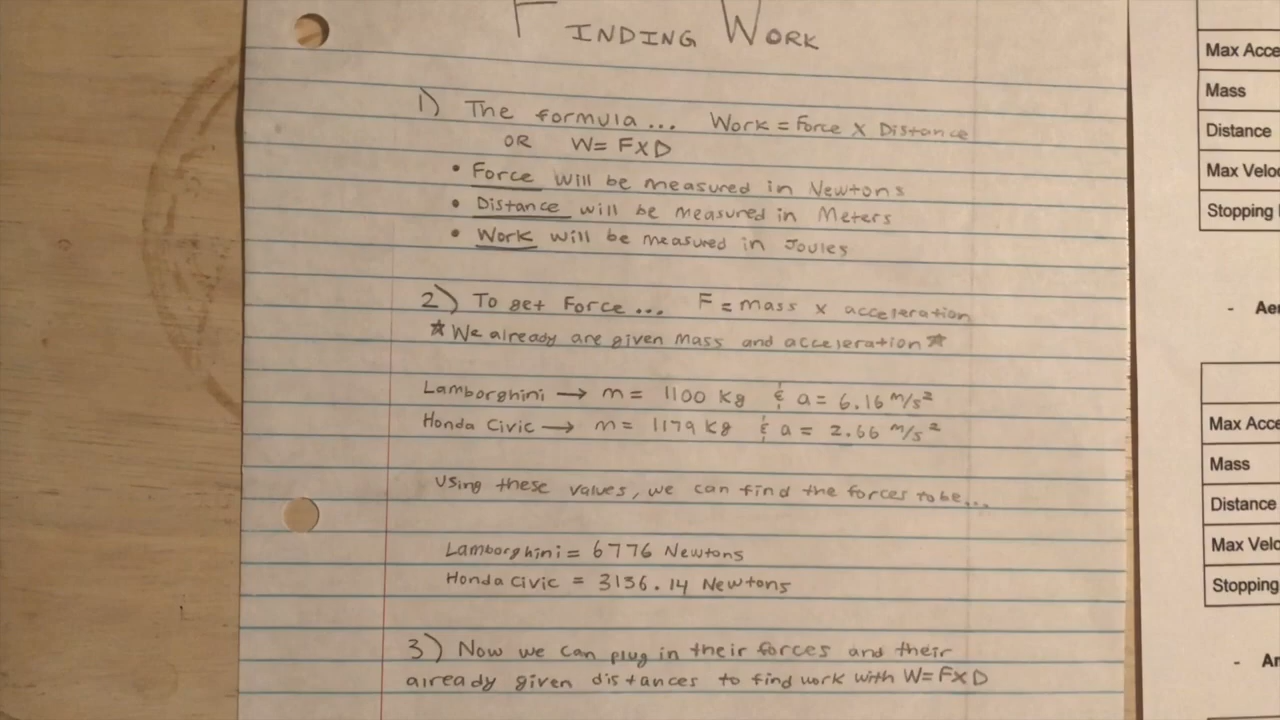 FINDING WORK
1) The formula... Work = Force X Distance
OR W= FXD
• Force will be measured in Newtons
• Distance will be measured in Meters
• Work will be measured in Joules
2) To get Force... F = mass x acceleration
★ We already are given Mass and acceleration ★
Lamborghini → m = 1100 kg & a = 6.16 m/s²
Honda Civic → m = 1179 kg & a = 2.66 m/s²
Using these values, we can find the forces to be...
Lamborghini = 6776 Newtons
Honda Civic = 3136.14 Newtons
3) Now we can plug in their forces and their
already given distances to find work with W=FXD
Max Acce
Mass
Distance
Max Veloc
Stopping
- Aer
Max Acce
Mass
Distance
Max Velo
Stopping
- An